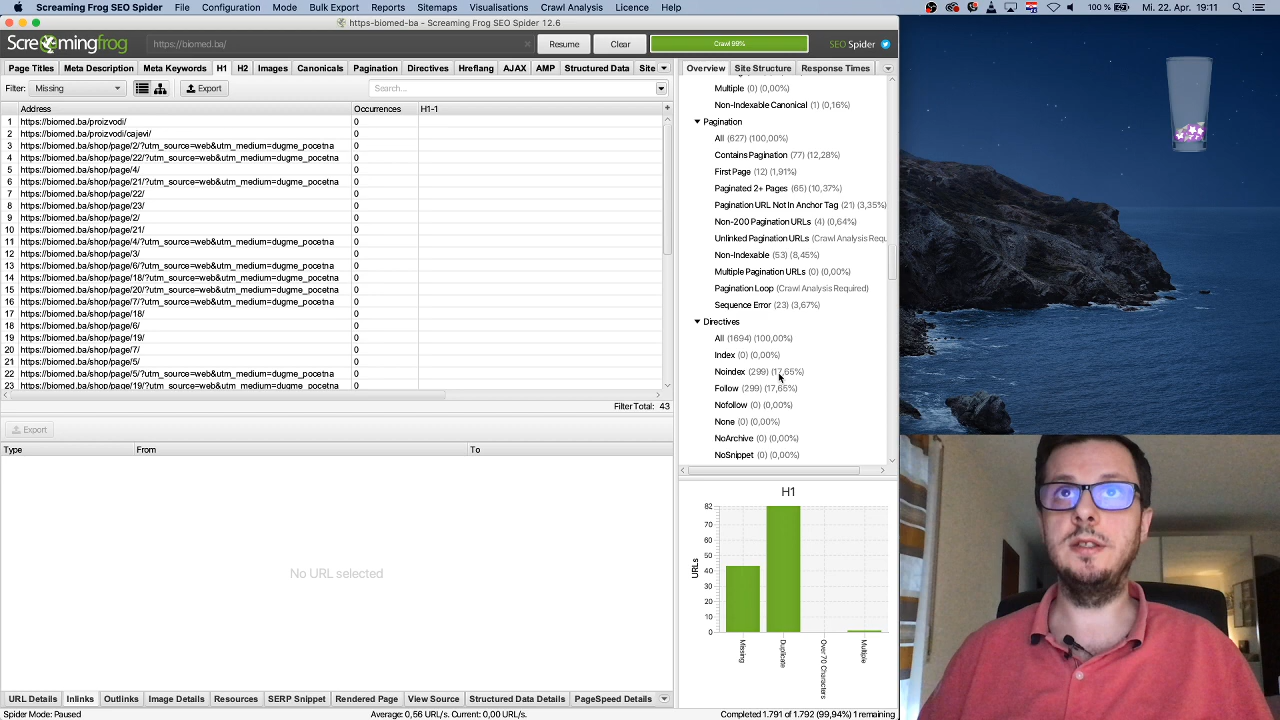 Screaming Frog SEO Spider File Configuration Mode Bulk Export Reports Sitemaps Visualisations Crawl Analysis Licence Help 100 % Mi. 22. Apr. 19:11
https-biomed-ba - Screaming Frog SEO Spider 12.6
Screamingfrog https://biomed.ba/ Resume Clear Crawl 99% SEO Spider
Page Titles Meta Description Meta Keywords H1 H2 Images Canonicals Pagination Directives Hreflang AJAX AMP Structured Data Site
Filter: Missing Export Search...
Address Occurrences H1-1
1 https://biomed.ba/proizvodi/ 0
2 https://biomed.ba/proizvodi/cajevi/ 0
3 https://biomed.ba/shop/page/2/?utm_source=web&utm_medium=dugme_pocetna 0
4 https://biomed.ba/shop/page/22/?utm_source=web&utm_medium=dugme_pocetna 0
5 https://biomed.ba/shop/page/4/ 0
6 https://biomed.ba/shop/page/21/?utm_source=web&utm_medium=dugme_pocetna 0
7 https://biomed.ba/shop/page/22/ 0
8 https://biomed.ba/shop/page/23/ 0
9 https://biomed.ba/shop/page/2/ 0
10 https://biomed.ba/shop/page/21/ 0
11 https://biomed.ba/shop/page/4/?utm_source=web&utm_medium=dugme_pocetna 0
12 https://biomed.ba/shop/page/3/ 0
13 https://biomed.ba/shop/page/6/?utm_source=web&utm_medium=dugme_pocetna 0
14 https://biomed.ba/shop/page/18/?utm_source=web&utm_medium=dugme_pocetna 0
15 https://biomed.ba/shop/page/20/?utm_source=web&utm_medium=dugme_pocetna 0
16 https://biomed.ba/shop/page/7/?utm_source=web&utm_medium=dugme_pocetna 0
17 https://biomed.ba/shop/page/18/ 0
18 https://biomed.ba/shop/page/6/ 0
19 https://biomed.ba/shop/page/19/ 0
20 https://biomed.ba/shop/page/7/ 0
21 https://biomed.ba/shop/page/5/ 0
22 https://biomed.ba/shop/page/5/?utm_source=web&utm_medium=dugme_pocetna 0
23 https://biomed.ba/shop/page/19/?utm_source=web&utm_medium=dugme_pocetna 0
Filter Total: 43
Export
Type From To
No URL selected
URL Details Inlinks Outlinks Image Details Resources SERP Snippet Rendered Page View Source Structured Data Details PageSpeed Details
Spider Mode: Paused Average: 0,56 URL/s. Current: 0,00 URL/s. Completed 1.791 of 1.792 (99,94%) 1 remaining
Overview Site Structure Response Times
Multiple (0) (0,00%)
Non-Indexable Canonical (1) (0,16%)
Pagination
All (627) (100,00%)
Contains Pagination (77) (12,28%)
First Page (12) (1,91%)
Paginated 2+ Pages (65) (10,37%)
Pagination URL Not In Anchor Tag (21) (3,35%)
Non-200 Pagination URLs (4) (0,64%)
Unlinked Pagination URLs (Crawl Analysis Requ
Non-Indexable (53) (8,45%)
Multiple Pagination URLs (0) (0,00%)
Pagination Loop (Crawl Analysis Required)
Sequence Error (23) (3,67%)
Directives
All (1694) (100,00%)
Index (0) (0,00%)
Noindex (299) (17,65%)
Follow (299) (17,65%)
Nofollow (0) (0,00%)
None (0) (0,00%)
NoArchive (0) (0,00%)
NoSnippet (0) (0,00%)
H1
URLs
82
70
60
50
40
30
20
10
0
Missing
Duplicate
Over 70 Characters
Multiple